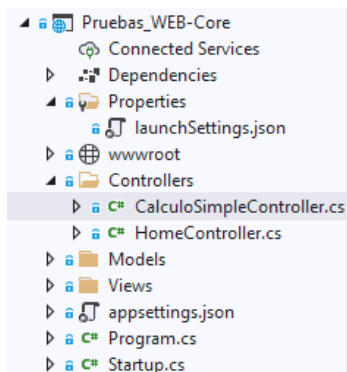 Pruebas_WEB-Core
Connected Services
Dependencies
Properties
launchSettings.json
wwwroot
Controllers
C# CalculoSimpleController.cs
C# HomeController.cs
Models
Views
appsettings.json
C# Program.cs
C# Startup.cs